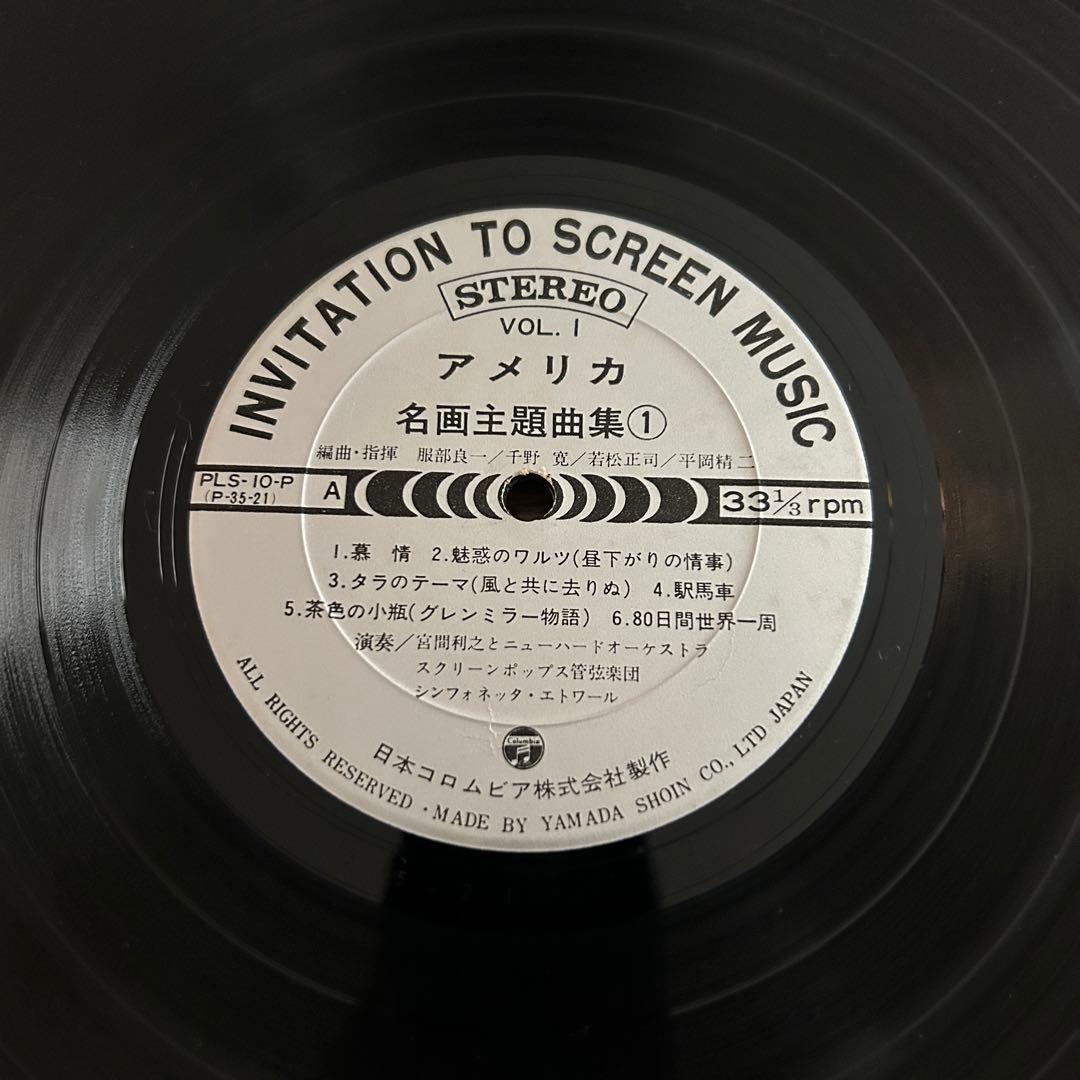 INVITATION TO SCREEN MUSIC
STEREO
VOL. 1
アメリカ
名画主題曲集①
編曲・指揮 服部良一/千野 寛/若松正司/平岡精二
PLS-10-P
(P-35-21)
A
33 1/3 rpm
1.慕 情 2.魅惑のワルツ(昼下がりの情事)
3.タラのテーマ(風と共に去りぬ) 4.駅馬車
5.茶色の小瓶(グレンミラー物語) 6.80日間世界一周
演奏/宮間利之とニューハードオーケストラ
スクリーンポップス管弦楽団
シンフォネッタ・エトワール
Columbia
日本コロムビア株式会社製作
ALL RIGHTS RESERVED・MADE BY YAMADA SHOIN CO., LTD JAPAN